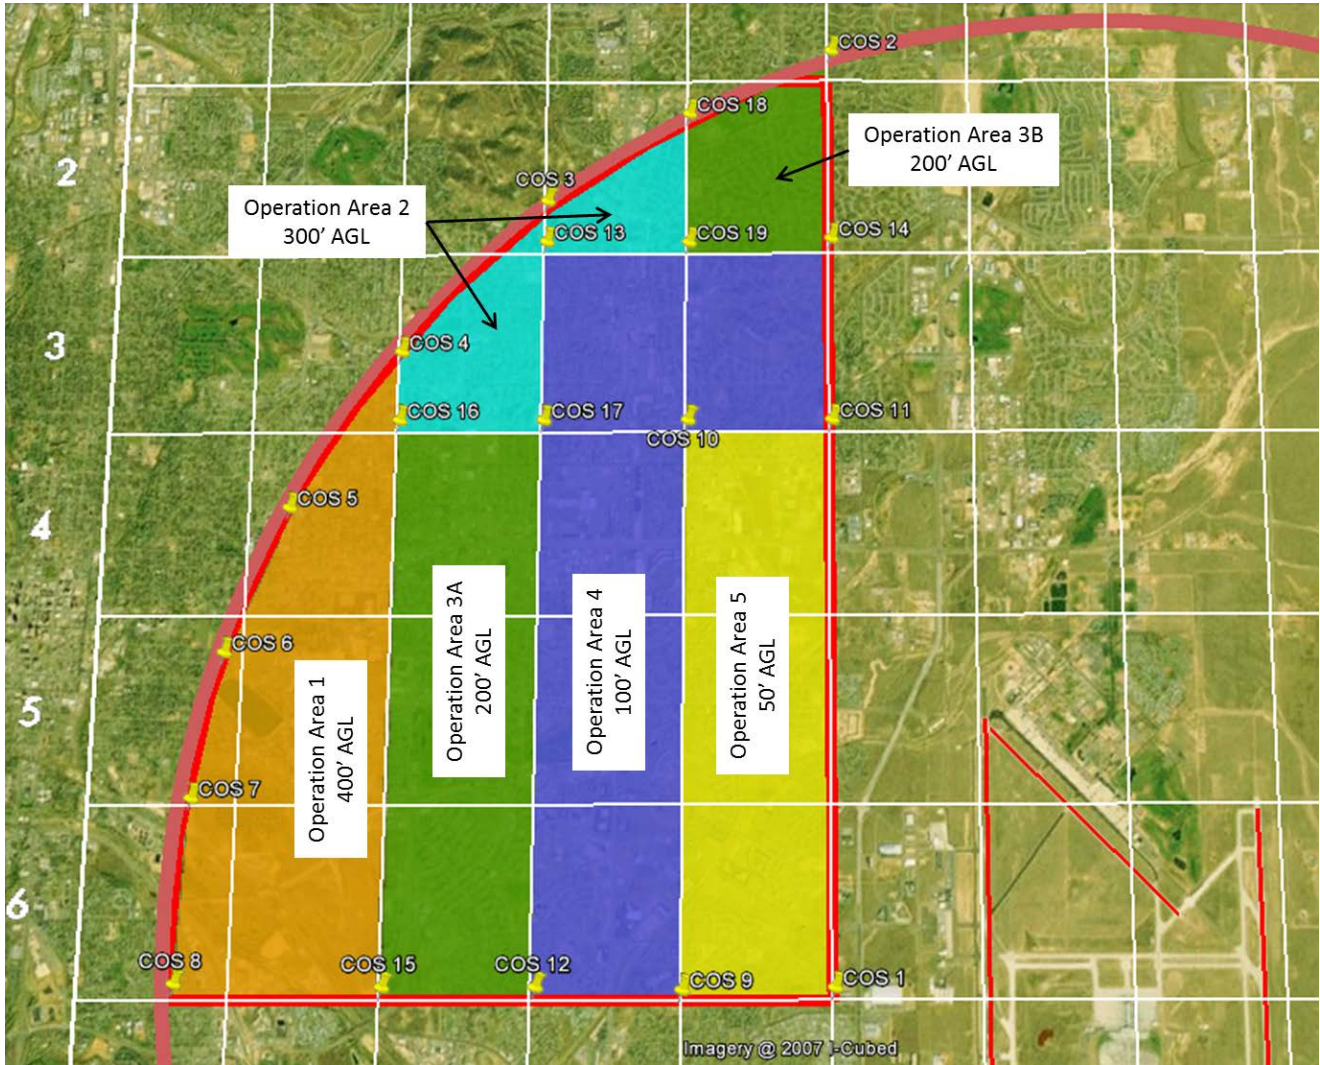 COS 2
COS 18
Operation Area 3B
200' AGL
2
COS 3
Operation Area 2
300' AGL
COS 13
COS 19
COS 14
3
COS 4
COS 16
COS 17
COS 10
COS 11
4
COS 5
Operation Area 3A
200' AGL
Operation Area 4
100' AGL
Operation Area 5
50' AGL
COS 6
Operation Area 1
400' AGL
5
COS 7
6
COS 8
COS 15
COS 12
COS 9
COS 1
Imagery @ 2007 I-Cubed